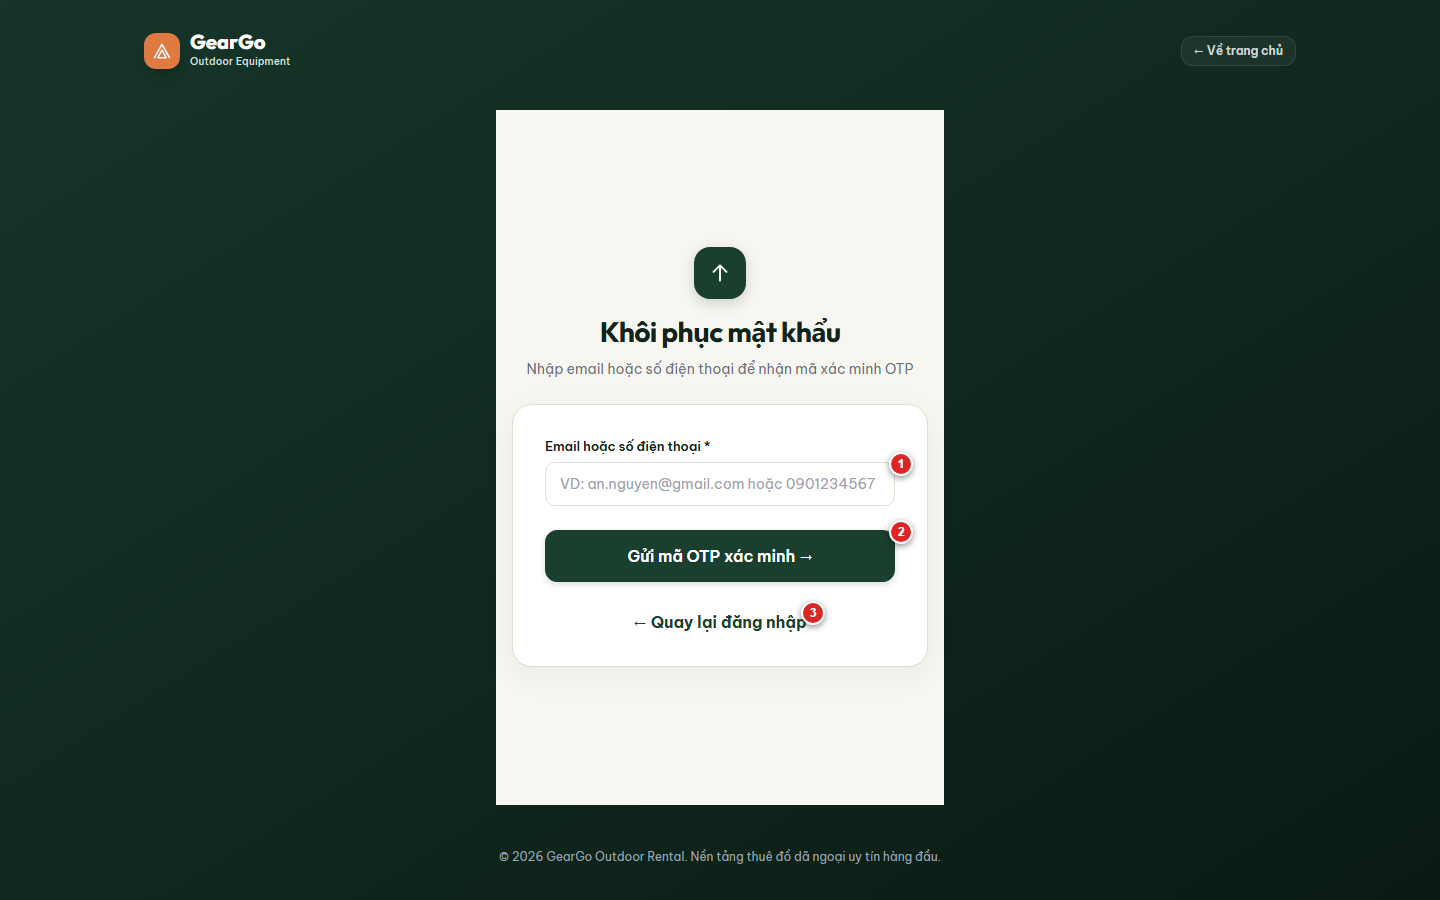 GearGo
Outdoor Equipment
← Về trang chủ
Khôi phục mật khẩu
Nhập email hoặc số điện thoại để nhận mã xác minh OTP
Email hoặc số điện thoại *
1
VD: an.nguyen@gmail.com hoặc 0901234567
2
Gửi mã OTP xác minh →
3
← Quay lại đăng nhập
© 2026 GearGo Outdoor Rental. Nền tảng thuê đồ dã ngoại uy tín hàng đầu.